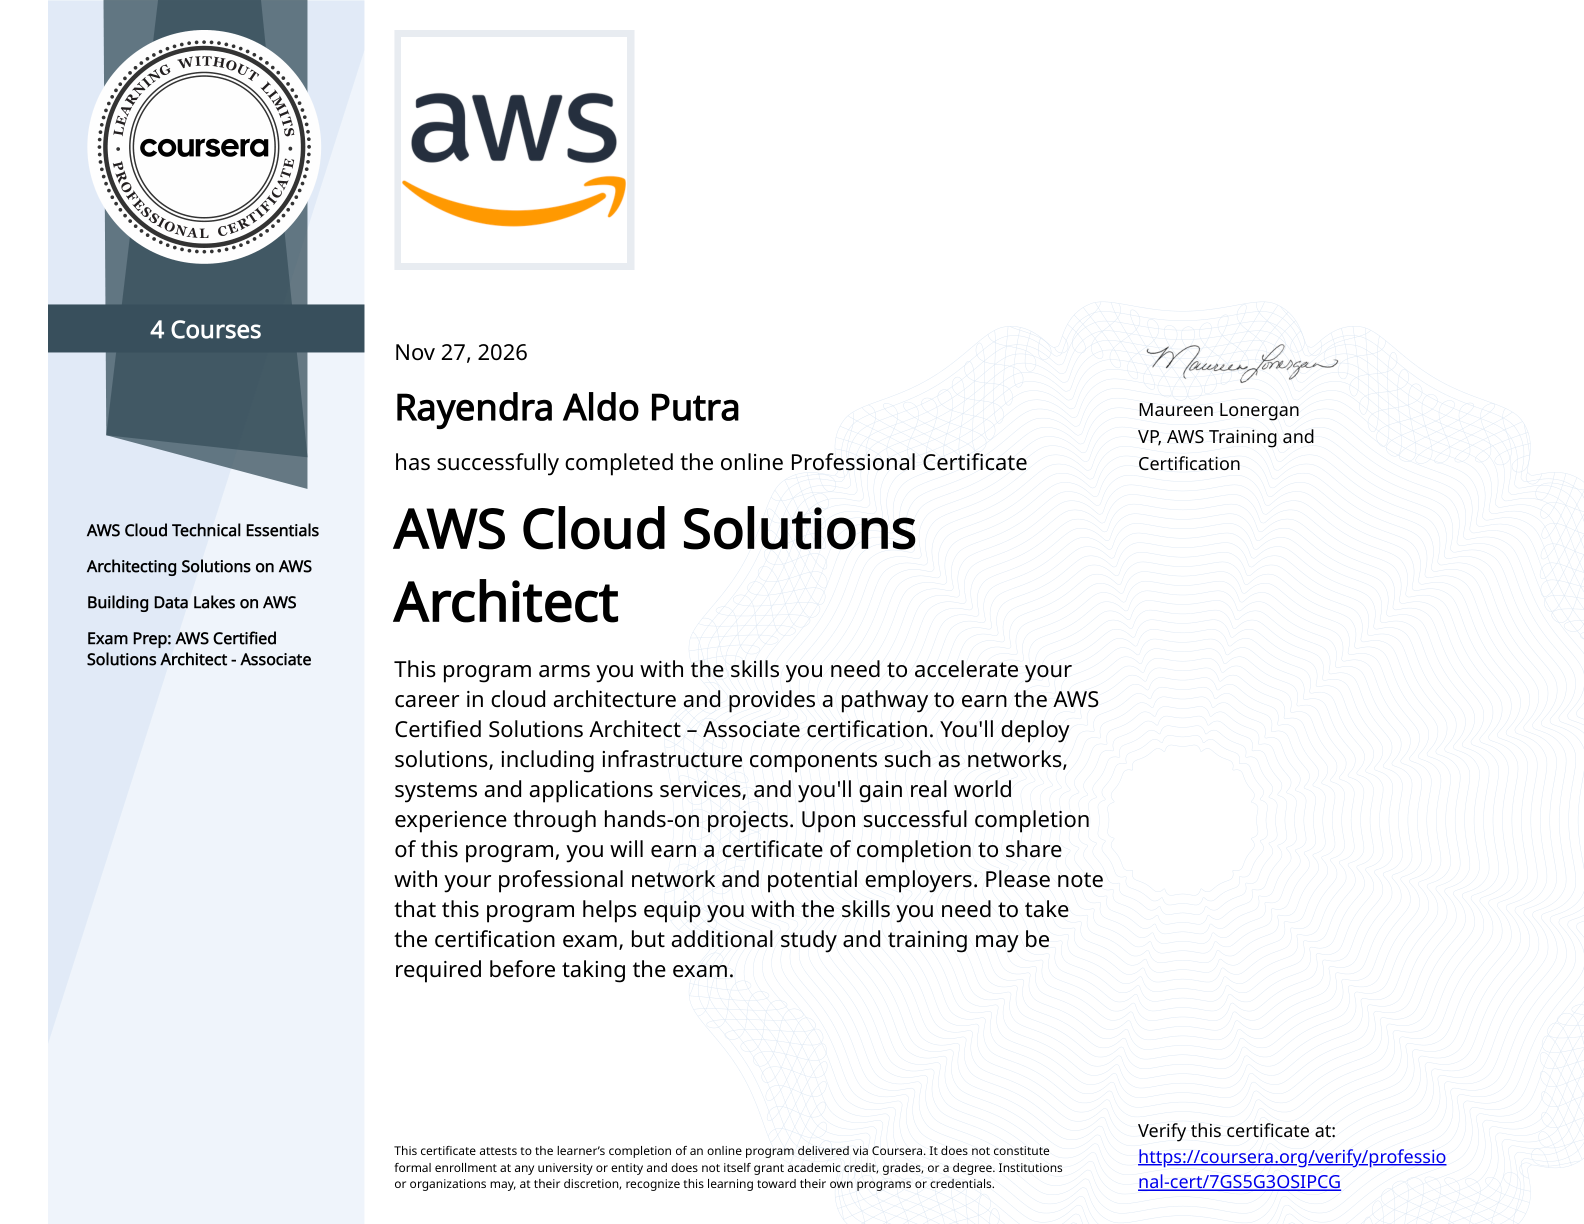 LEARNING WITHOUT LIMITS
coursera
PROFESSIONAL CERTIFICATE
4 Courses
AWS Cloud Technical Essentials
Architecting Solutions on AWS
Building Data Lakes on AWS
Exam Prep: AWS Certified
Solutions Architect - Associate
aws
Nov 27, 2026
Rayendra Aldo Putra
has successfully completed the online Professional Certificate
AWS Cloud Solutions
Architect
This program arms you with the skills you need to accelerate your
career in cloud architecture and provides a pathway to earn the AWS
Certified Solutions Architect – Associate certification. You'll deploy
solutions, including infrastructure components such as networks,
systems and applications services, and you'll gain real world
experience through hands-on projects. Upon successful completion
of this program, you will earn a certificate of completion to share
with your professional network and potential employers. Please note
that this program helps equip you with the skills you need to take
the certification exam, but additional study and training may be
required before taking the exam.
Maureen Lonergan
Maureen Lonergan
VP, AWS Training and
Certification
This certificate attests to the learner’s completion of an online program delivered via Coursera. It does not constitute
formal enrollment at any university or entity and does not itself grant academic credit, grades, or a degree. Institutions
or organizations may, at their discretion, recognize this learning toward their own programs or credentials.
Verify this certificate at:
https://coursera.org/verify/professio
nal-cert/7GS5G3OSIPCG